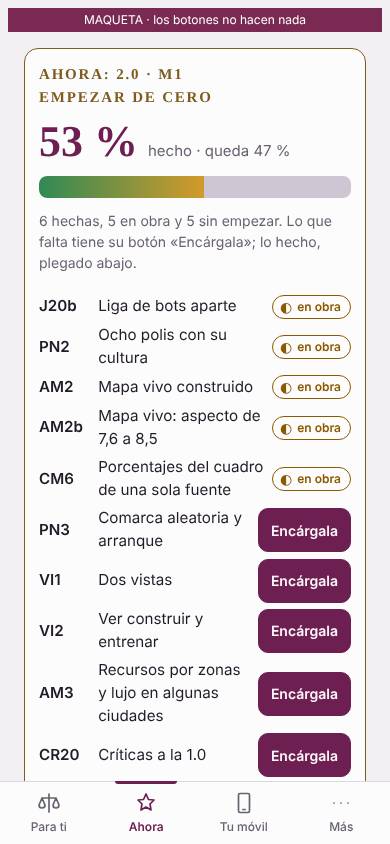 MAQUETA · los botones no hacen nada
AHORA: 2.0 · M1
EMPEZAR DE CERO
53 % hecho · queda 47 %
6 hechas, 5 en obra y 5 sin empezar. Lo que
falta tiene su botón «Encárgala»; lo hecho,
plegado abajo.
J20b Liga de bots aparte en obra
PN2 Ocho polis con su
cultura en obra
AM2 Mapa vivo construido en obra
AM2b Mapa vivo: aspecto de
7,6 a 8,5 en obra
CM6 Porcentajes del cuadro
de una sola fuente en obra
PN3 Comarca aleatoria y
arranque Encárgala
VI1 Dos vistas Encárgala
VI2 Ver construir y
entrenar Encárgala
AM3 Recursos por zonas
y lujo en algunas
ciudades Encárgala
CR20 Críticas a la 1.0 Encárgala
Para ti Ahora Tu móvil Más